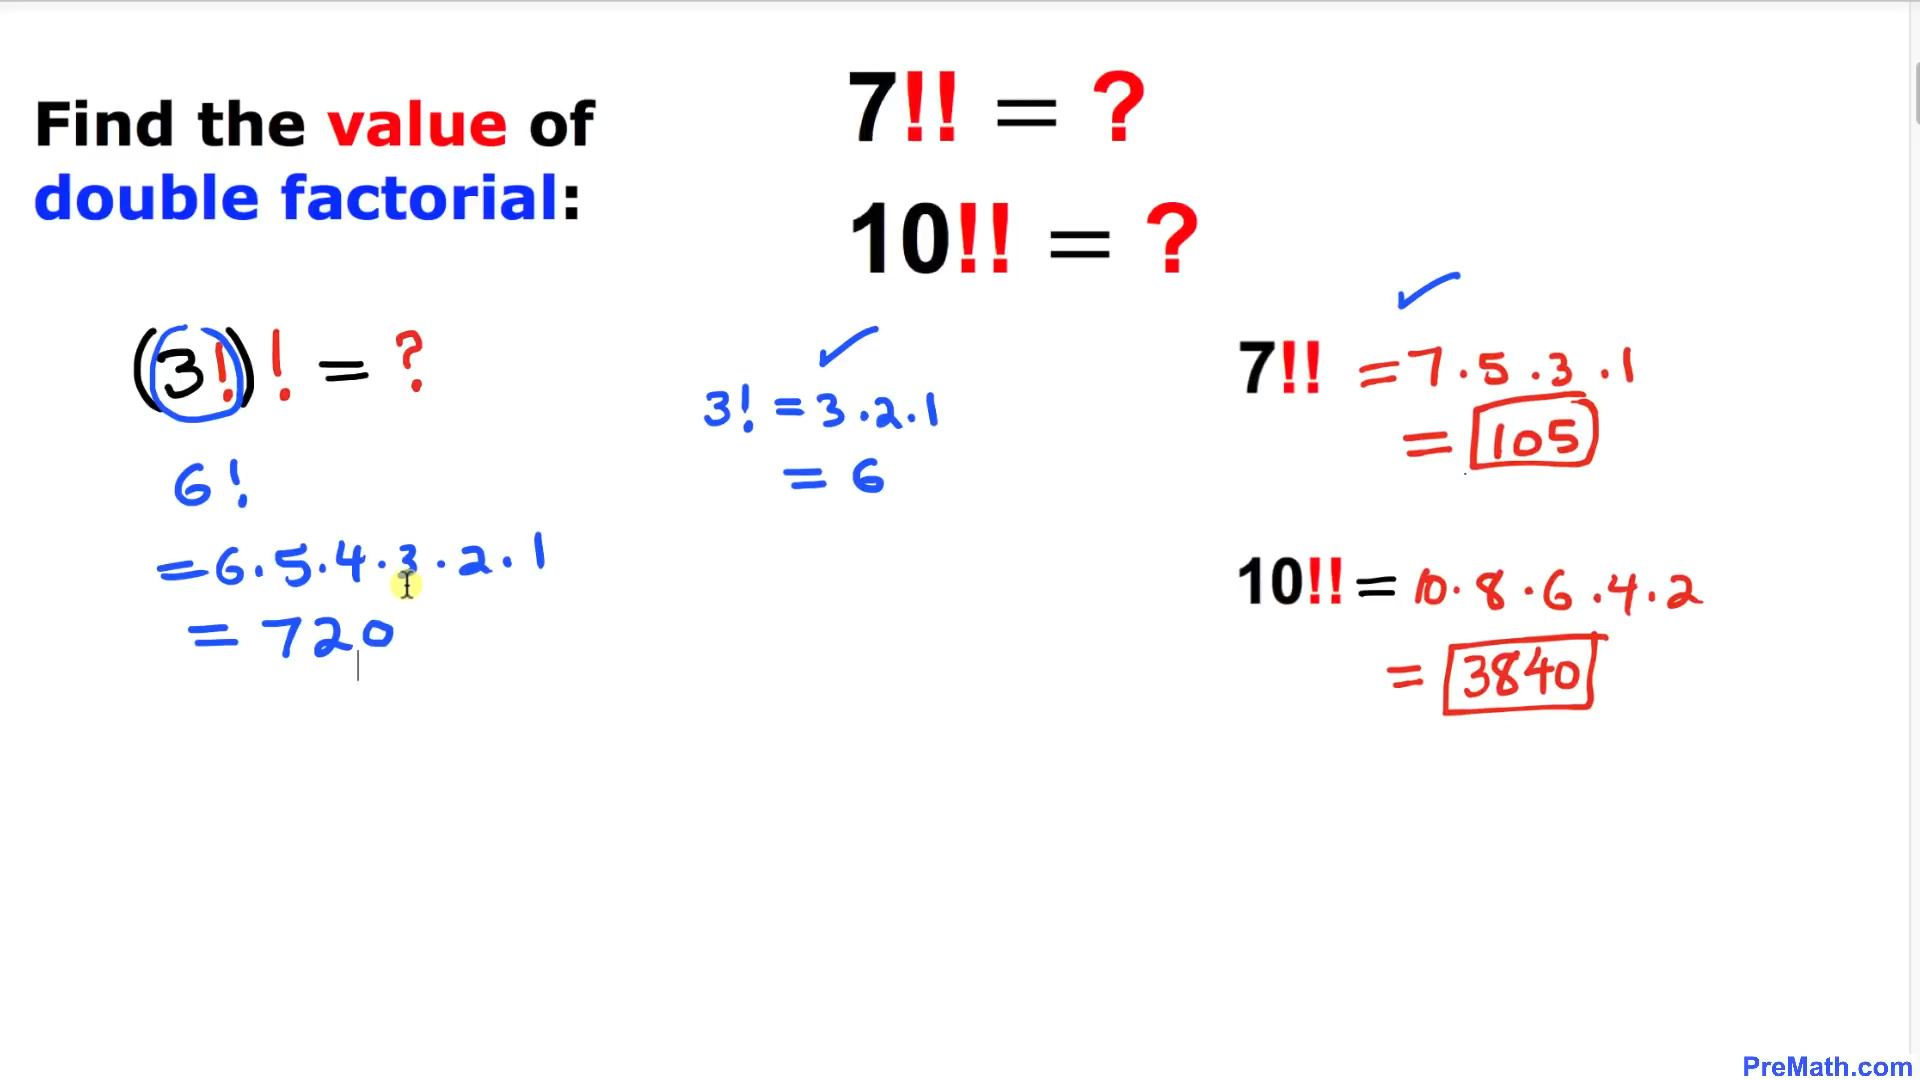 Find the value of
double factorial:
7!! = ?
10!! = ?
(3!)! = ?
6!
=6.5.4.3.2.1
= 720
3! = 3.2.1
= 6
7!! = 7.5.3.1
= 105
10!! = 10.8.6.4.2
= 3840
PreMath.com